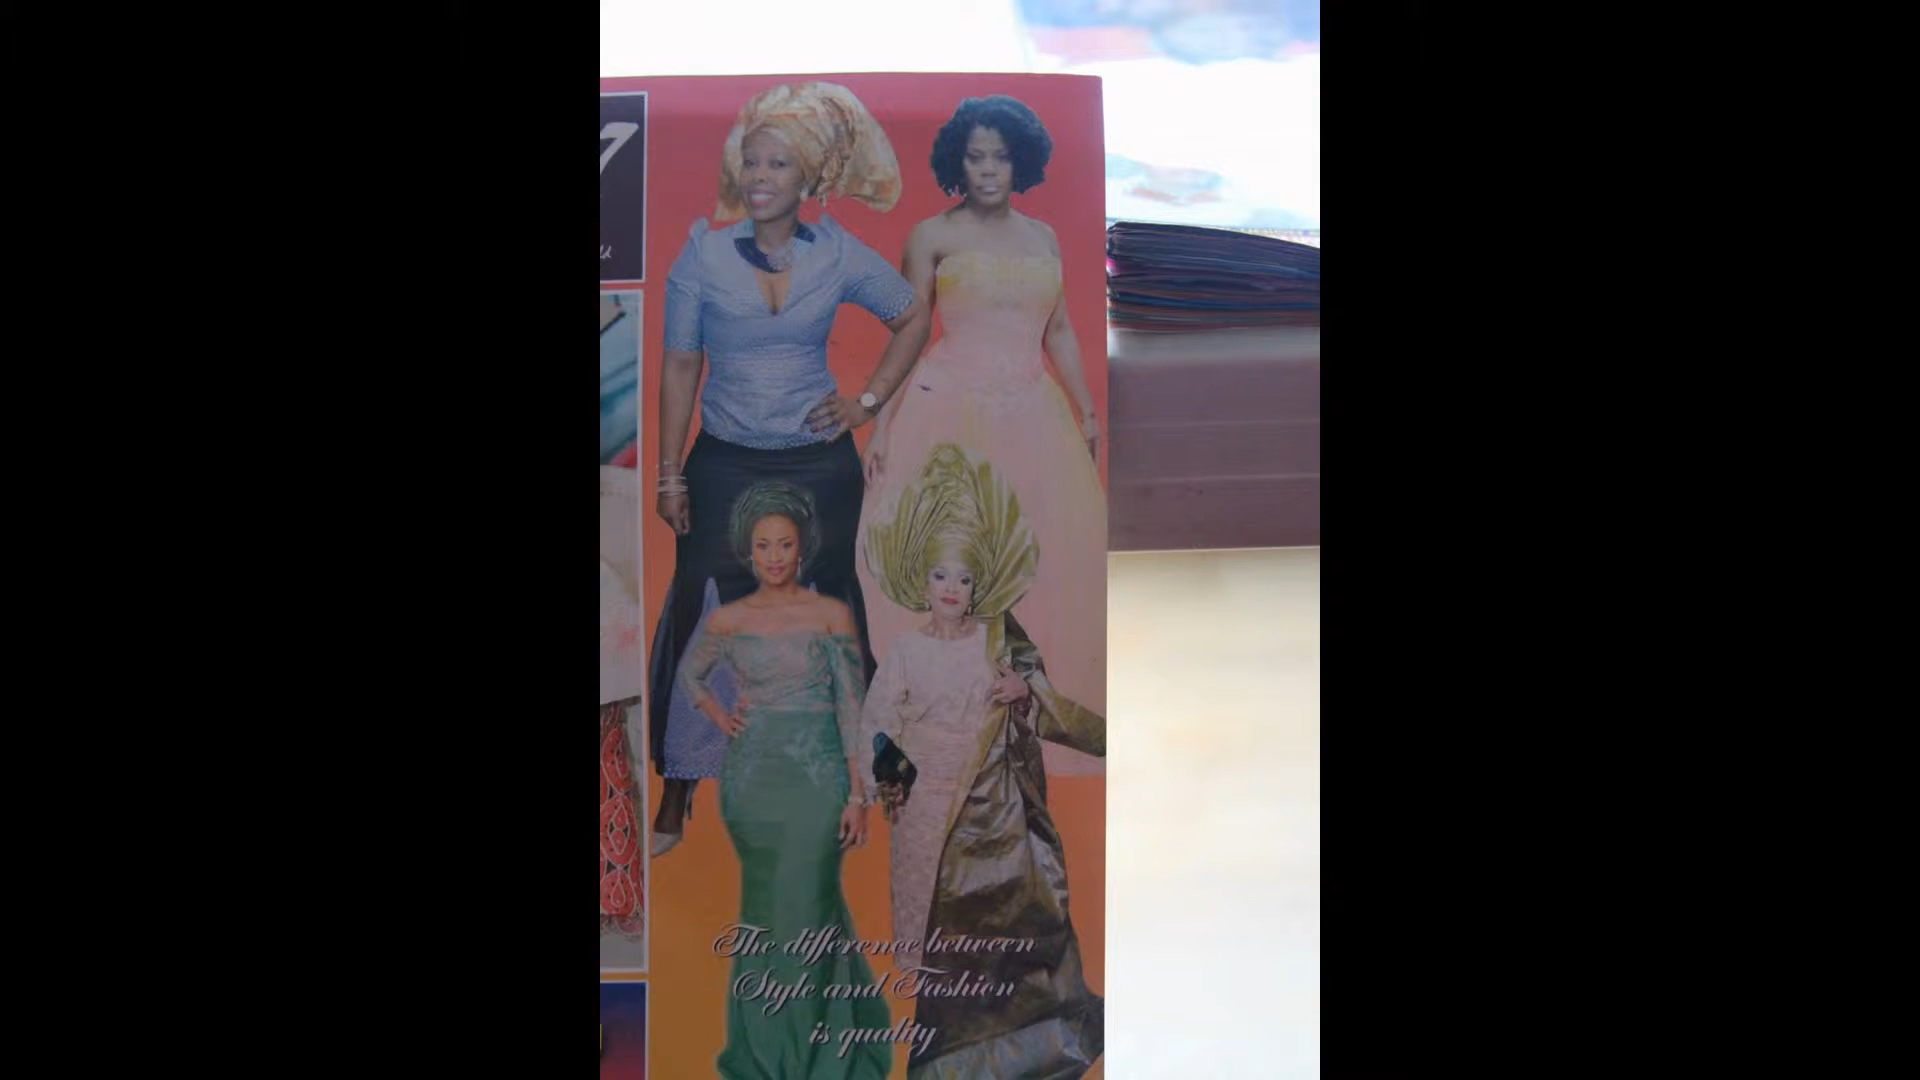 The difference between
Style and Fashion
is quality